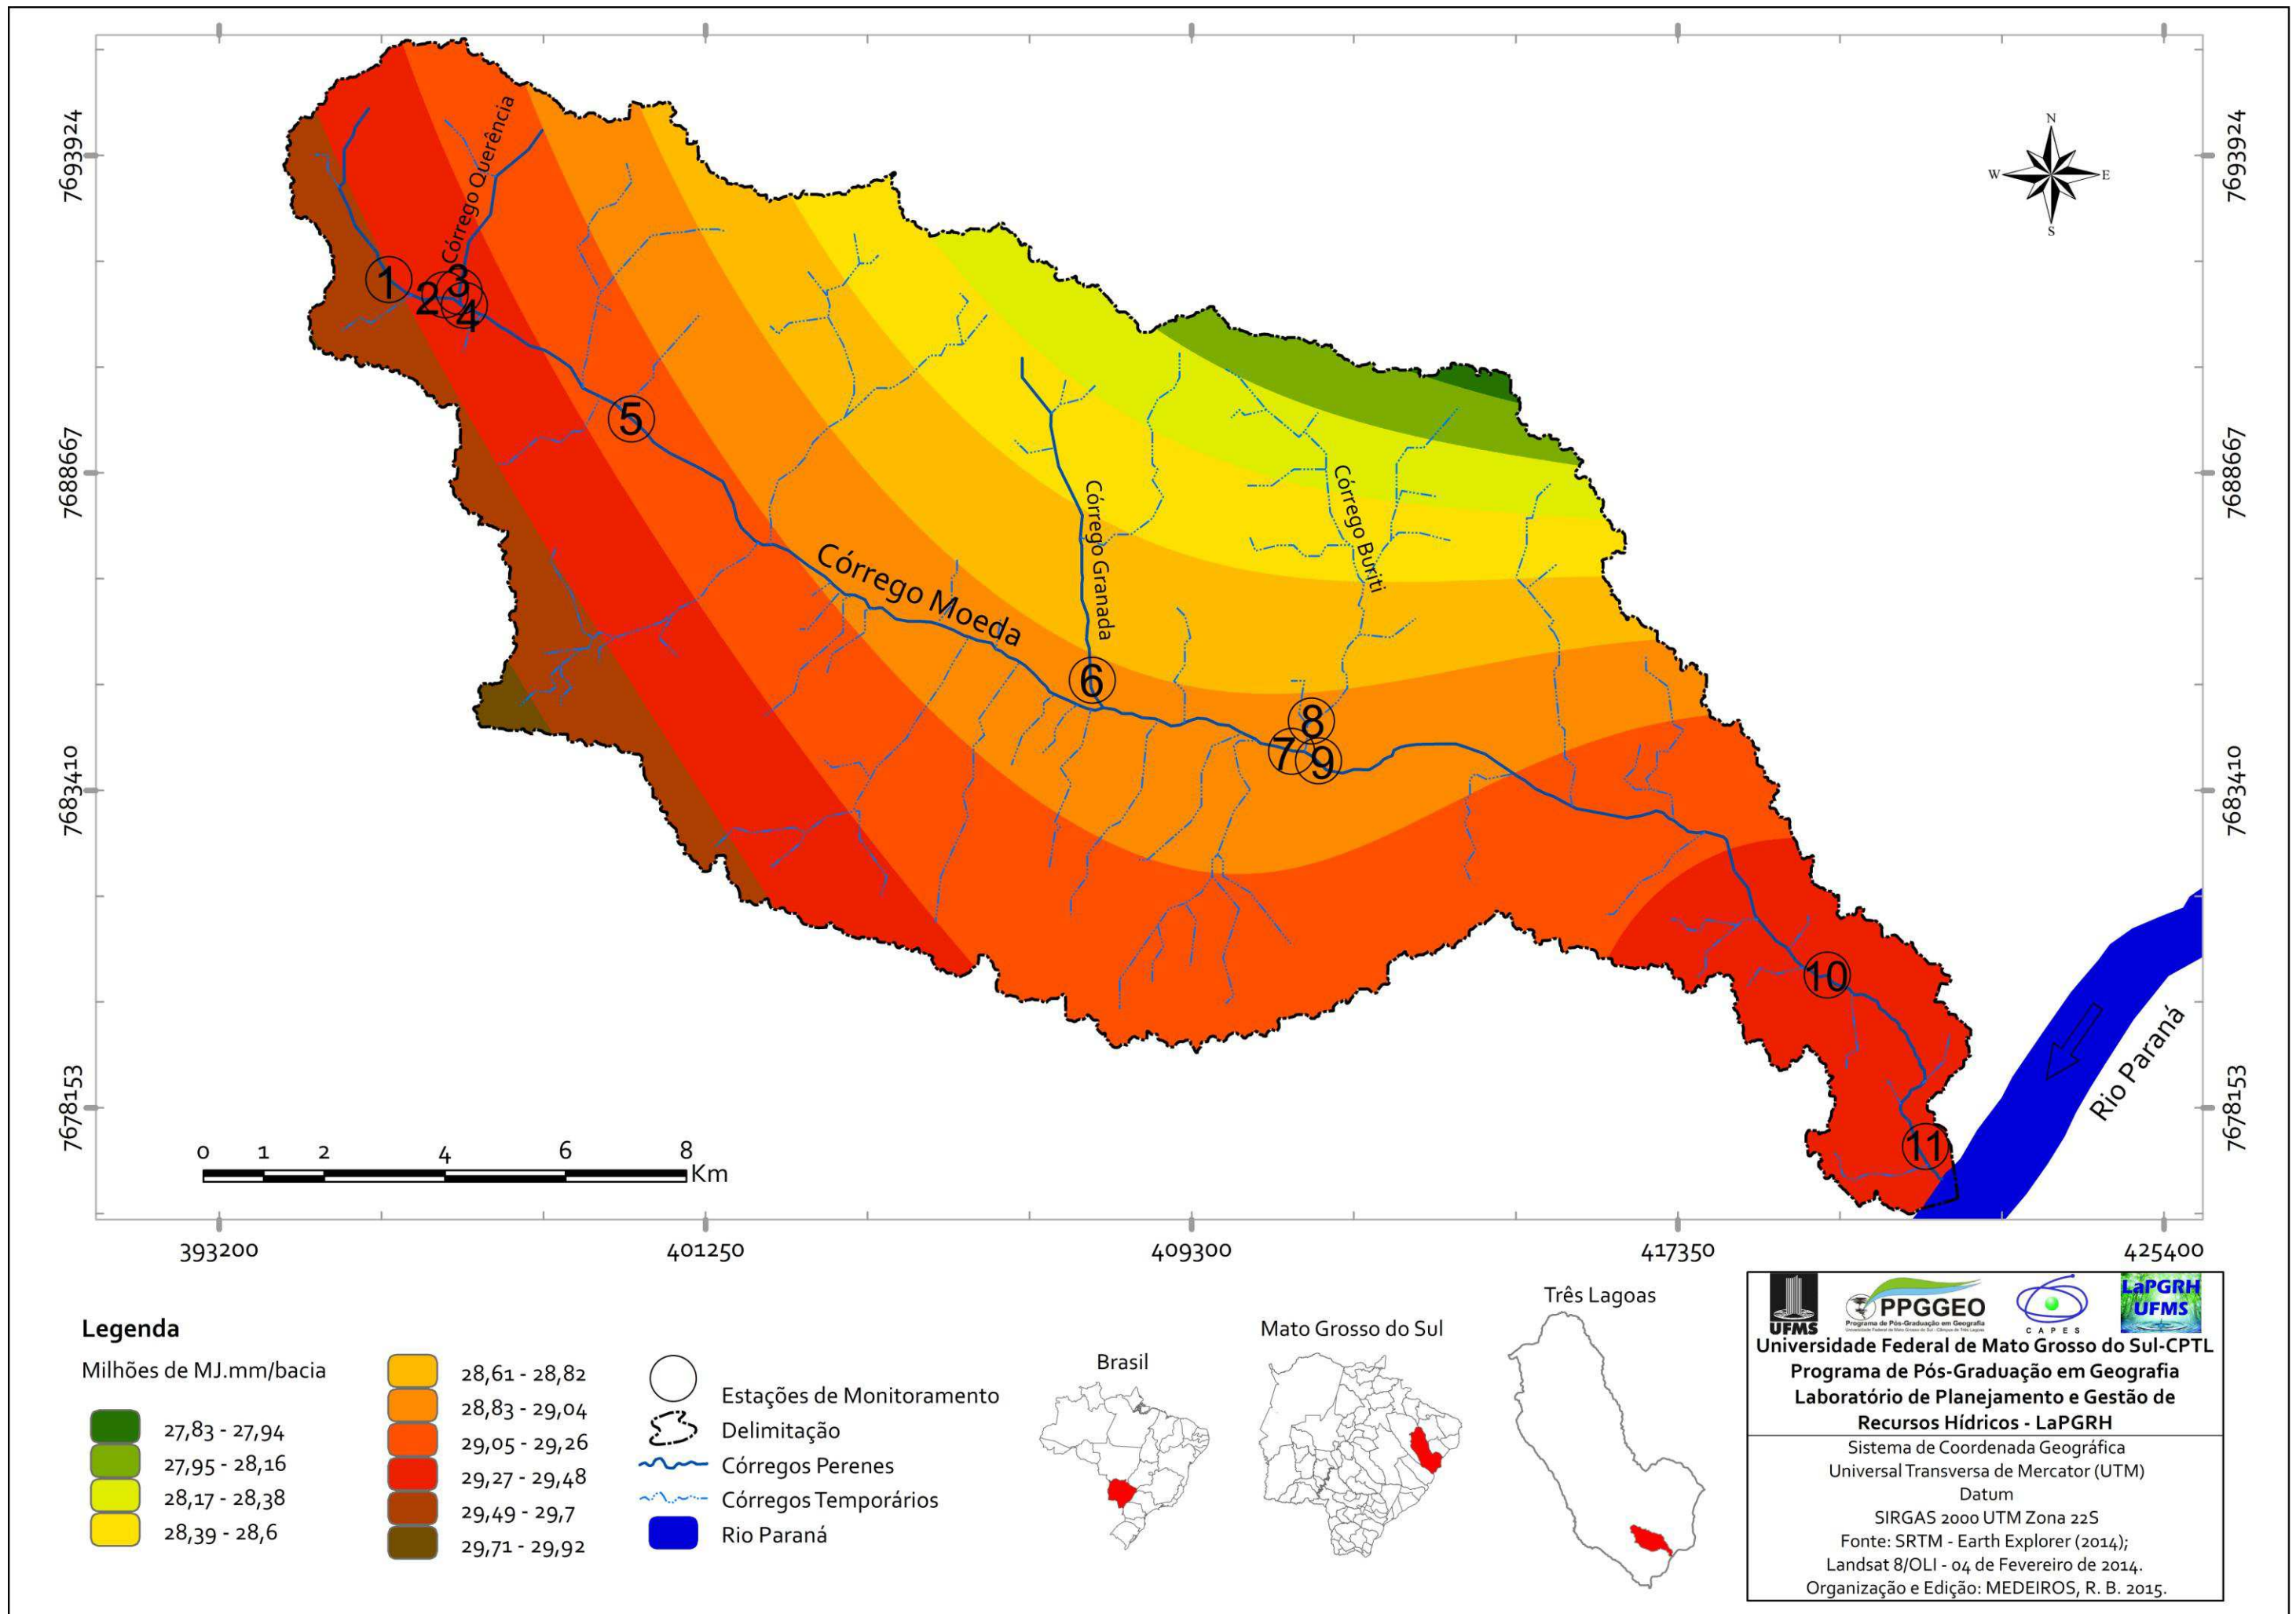 7693924
7693924
7688667
7688667
7683410
7683410
7678153
7678153
N
W
E
S
Córrego Querência
1
2
3
4
5
Córrego Moeda
Córrego Granada
Córrego Buriti
6
7
8
9
10
11
Rio Paraná
0 1 2 4 6 8
Km
393200 401250 409300 417350 425400
Legenda
Milhões de MJ.mm/bacia
27,83 - 27,94
27,95 - 28,16
28,17 - 28,38
28,39 - 28,6
28,61 - 28,82
28,83 - 29,04
29,05 - 29,26
29,27 - 29,48
29,49 - 29,7
29,71 - 29,92
Estações de Monitoramento
Delimitação
Córregos Perenes
Córregos Temporários
Rio Paraná
Brasil
Mato Grosso do Sul
Três Lagoas
UFMS
PPGGEO
Programa de Pós-Graduação em Geografia
CAPES
LaPGRH
UFMS
Universidade Federal de Mato Grosso do Sul-CPTL
Programa de Pós-Graduação em Geografia
Laboratório de Planejamento e Gestão de
Recursos Hídricos - LaPGRH
Sistema de Coordenada Geográfica
Universal Transversa de Mercator (UTM)
Datum
SIRGAS 2000 UTM Zona 22S
Fonte: SRTM - Earth Explorer (2014);
Landsat 8/OLI - 04 de Fevereiro de 2014.
Organização e Edição: MEDEIROS, R. B. 2015.